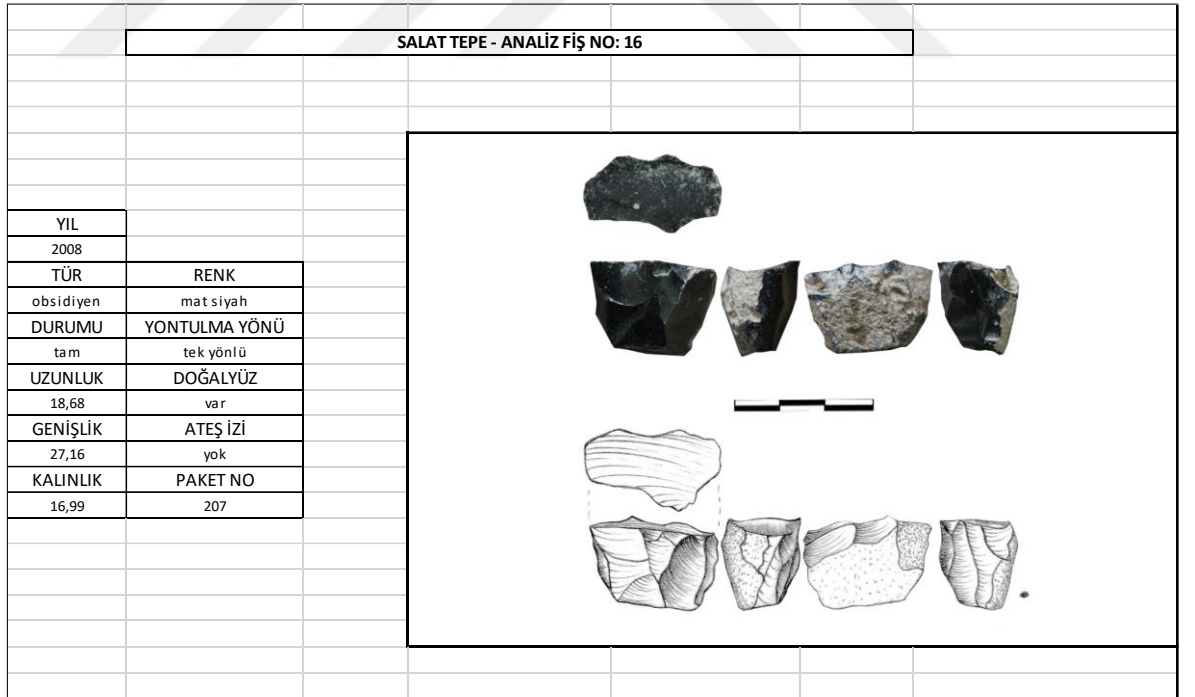 SALAT TEPE - ANALİZ FİŞ NO: 16
YIL
2008
TÜR RENK
obsidiyen mat siyah
DURUMU YONTULMA YÖNÜ
tam tek yönlü
UZUNLUK DOĞALYÜZ
18,68 var
GENİŞLİK ATEŞ İZİ
27,16 yok
KALINLIK PAKET NO
16,99 207